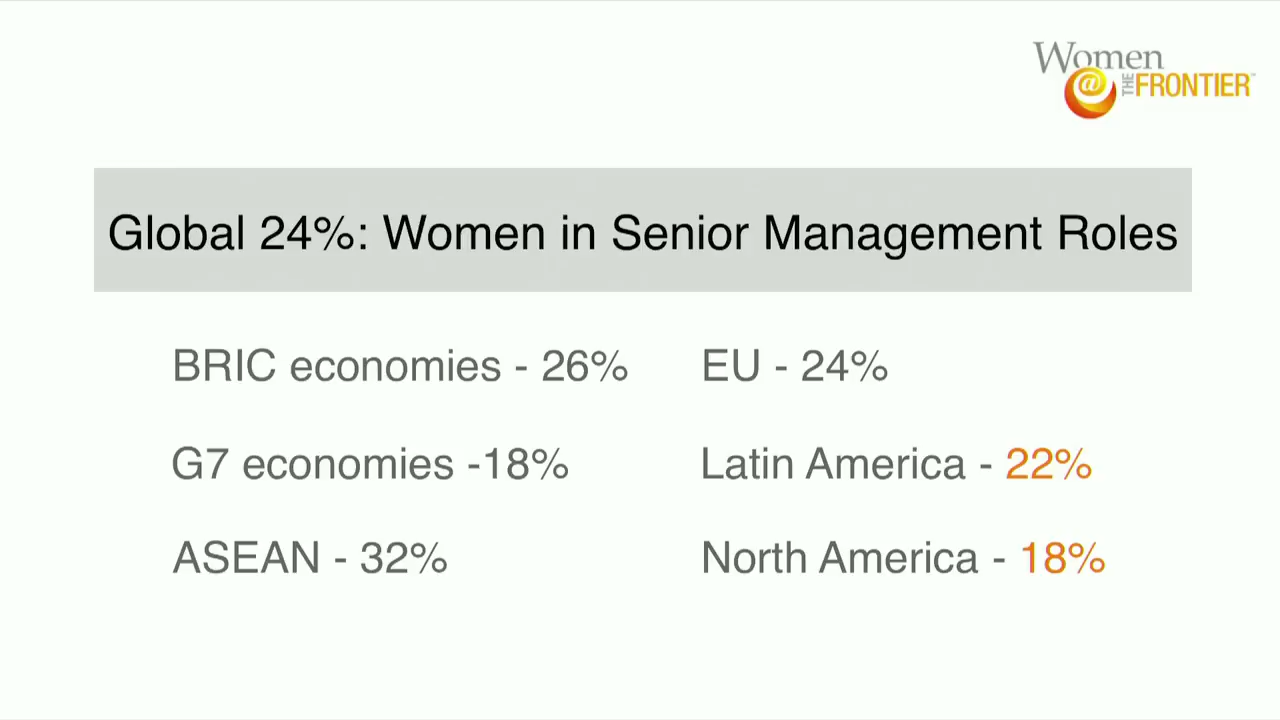 Women
@ THE FRONTIER™
Global 24%: Women in Senior Management Roles
BRIC economies - 26%
G7 economies -18%
ASEAN - 32%
EU - 24%
Latin America - 22%
North America - 18%